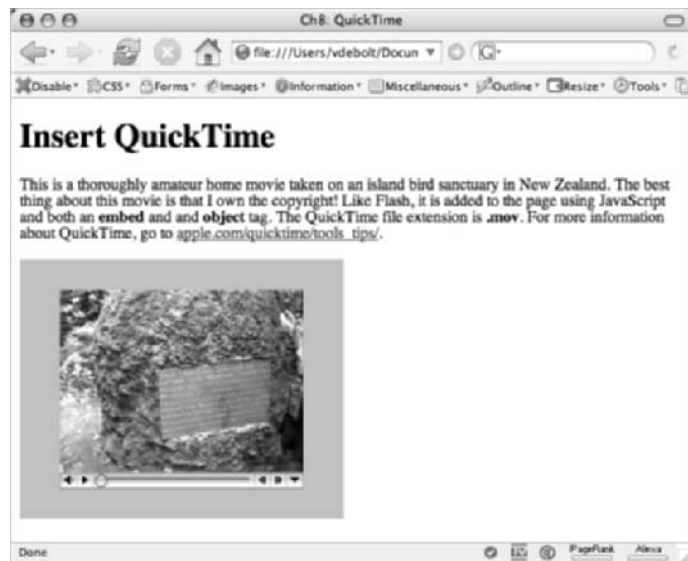 Ch8: QuickTime
file:///Users/vdebolt/Docun
G
Disable CSS Forms Images Information Miscellaneous Outline Resize Tools
Insert QuickTime
This is a thoroughly amateur home movie taken on an island bird sanctuary in New Zealand. The best
thing about this movie is that I own the copyright! Like Flash, it is added to the page using JavaScript
and both an embed and and object tag. The QuickTime file extension is .mov. For more information
about QuickTime, go to apple.com/quicktime/tools_tips/.
Done
PageRank Alexa